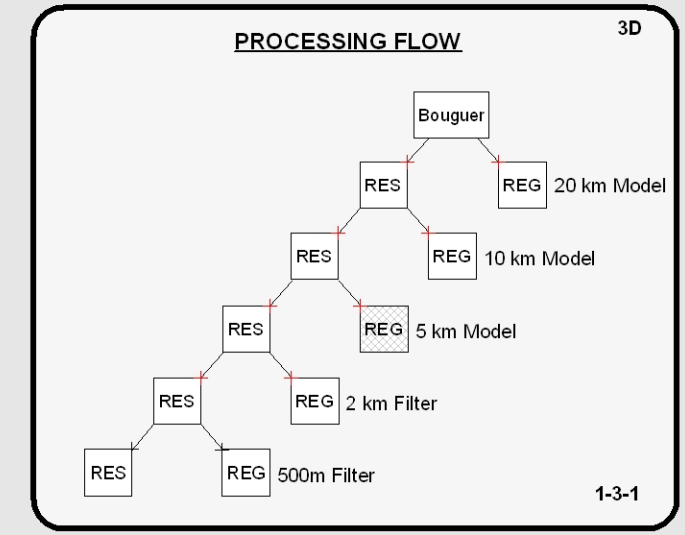 3D
PROCESSING FLOW
Bouguer
RES
REG
20 km Model
RES
REG
10 km Model
RES
REG
5 km Model
RES
REG
2 km Filter
RES
REG
500m Filter
1-3-1